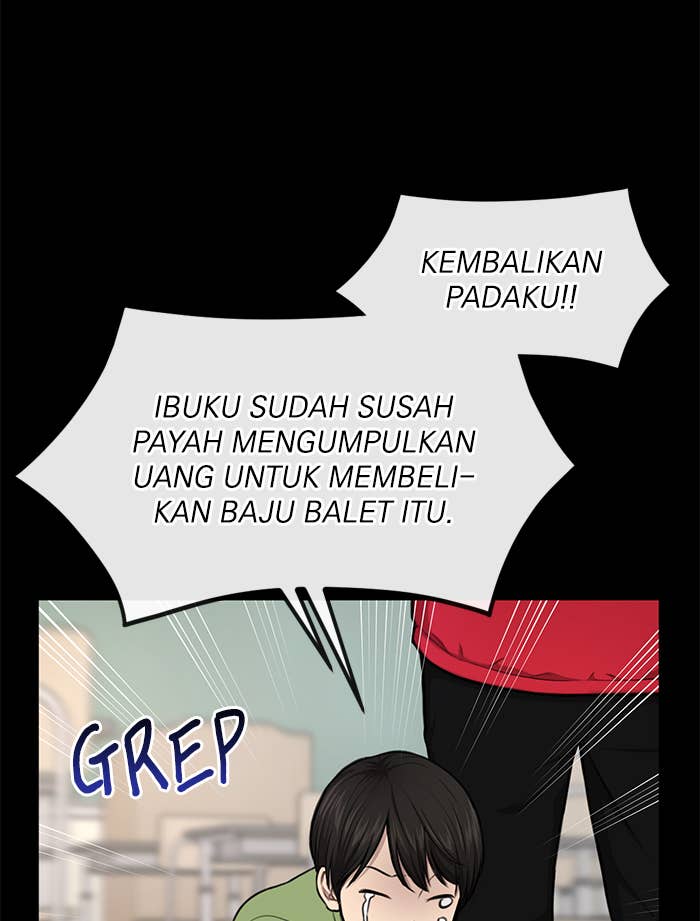 KEMBALIKAN
PADAKU!!
IBUKU SUDAH SUSAH
PAYAH MENGUMPULKAN
UANG UNTUK MEMBELI-
KAN BAJU BALET ITU.
GREP